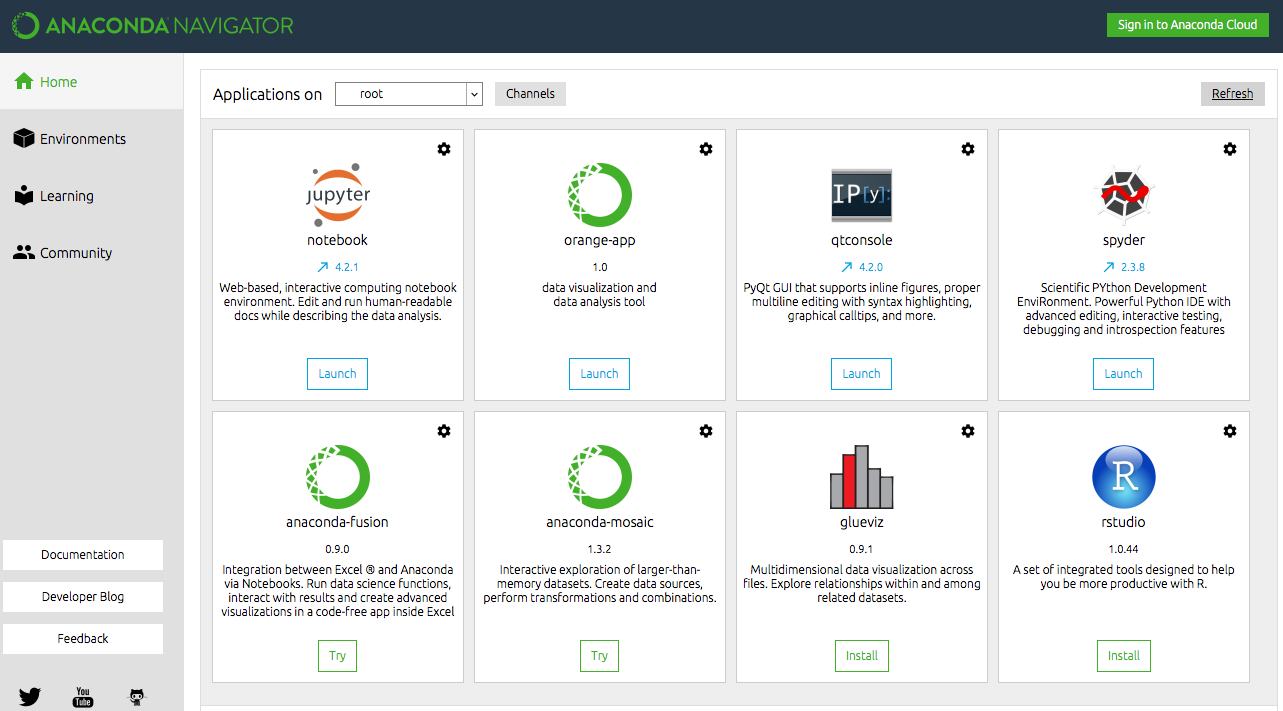 ANACONDA NAVIGATOR
Sign in to Anaconda Cloud
Home
Environments
Learning
Community
Documentation
Developer Blog
Feedback
You
Tube
Applications on
root
Channels
Refresh
jupyter
notebook
4.2.1
Web-based, interactive computing notebook
environment. Edit and run human-readable
docs while describing the data analysis.
Launch
orange-app
1.0
data visualization and
data analysis tool
Launch
IP[y]:
qtconsole
4.2.0
PyQt GUI that supports inline figures, proper
multiline editing with syntax highlighting,
graphical calltips, and more.
Launch
spyder
2.3.8
Scientific PYthon Development
EnviRonment. Powerful Python IDE with
advanced editing, interactive testing,
debugging and introspection features
Launch
anaconda-fusion
0.9.0
Integration between Excel ® and Anaconda
via Notebooks. Run data science functions,
interact with results and create advanced
visualizations in a code-free app inside Excel
Try
anaconda-mosaic
1.3.2
Interactive exploration of larger-than-
memory datasets. Create data sources,
perform transformations and combinations.
Try
glueviz
0.9.1
Multidimensional data visualization across
files. Explore relationships within and among
related datasets.
Install
R
rstudio
1.0.44
A set of integrated tools designed to help
you be more productive with R.
Install